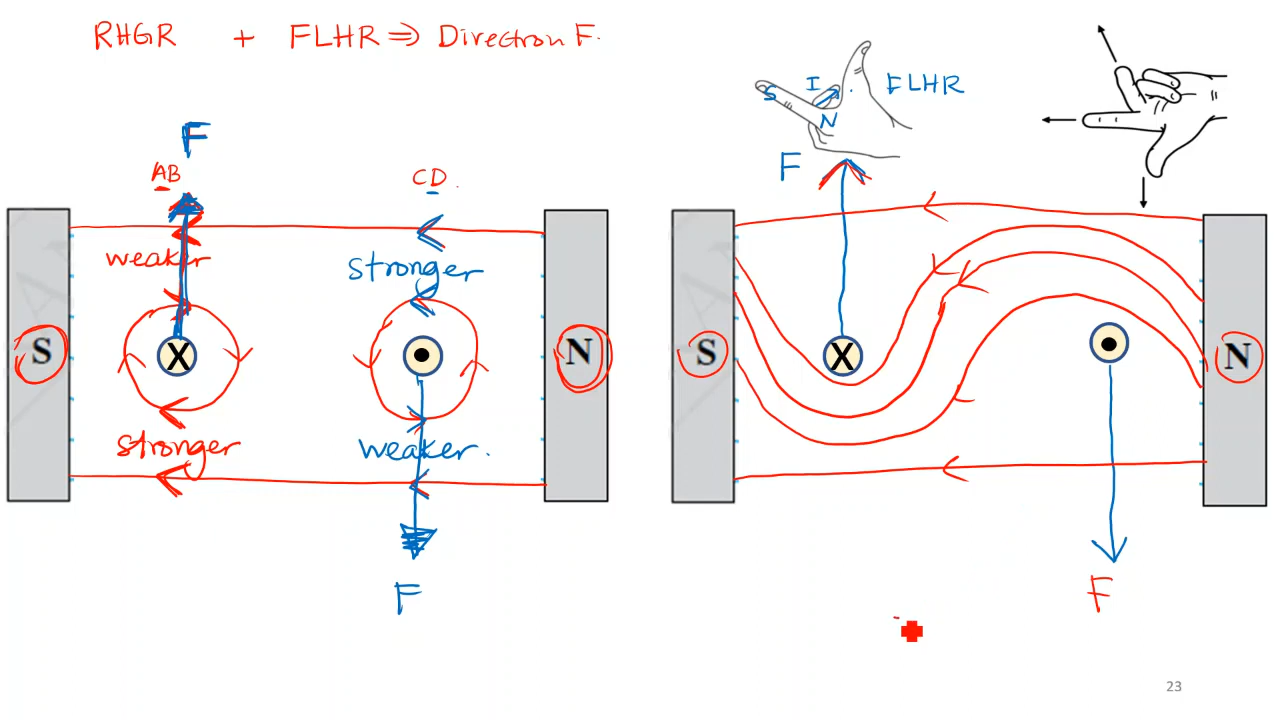 RHGR + FLHR ⇒ Direction F.
F
AB
CD.
weaker
stronger
S
X
N
stronger
weaker.
F
S
I
N
FLHR
F
S
X
N
F
23